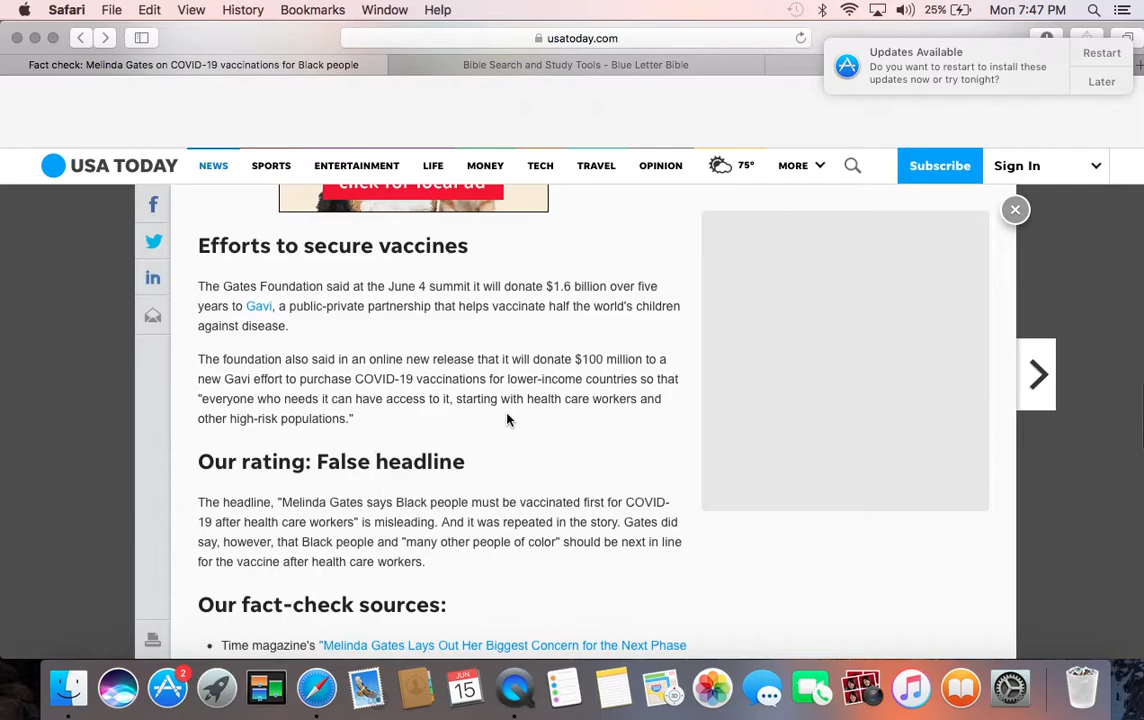 Safari File Edit View History Bookmarks Window Help 25% Mon 7:47 PM
usatoday.com
Fact check: Melinda Gates on COVID-19 vaccinations for Black people
Bible Search and Study Tools - Blue Letter Bible
Updates Available
Do you want to restart to install these
updates now or try tonight?
Restart
Later
USA TODAY NEWS SPORTS ENTERTAINMENT LIFE MONEY TECH TRAVEL OPINION 75° MORE Subscribe Sign In
click for local ad
Efforts to secure vaccines
The Gates Foundation said at the June 4 summit it will donate $1.6 billion over five
years to Gavi, a public-private partnership that helps vaccinate half the world's children
against disease.
The foundation also said in an online new release that it will donate $100 million to a
new Gavi effort to purchase COVID-19 vaccinations for lower-income countries so that
"everyone who needs it can have access to it, starting with health care workers and
other high-risk populations."
Our rating: False headline
The headline, "Melinda Gates says Black people must be vaccinated first for COVID-
19 after health care workers" is misleading. And it was repeated in the story. Gates did
say, however, that Black people and "many other people of color" should be next in line
for the vaccine after health care workers.
Our fact-check sources:
• Time magazine's "Melinda Gates Lays Out Her Biggest Concern for the Next Phase
2
JUN
15
3D